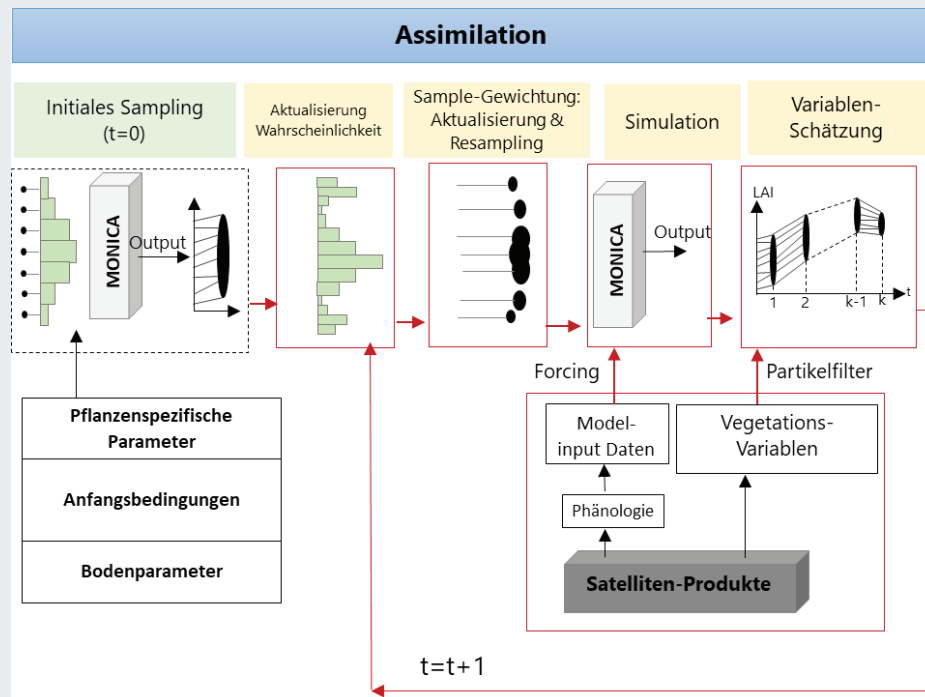 Assimilation
Initiales Sampling
(t=0)
Aktualisierung
Wahrscheinlichkeit
Sample-Gewichtung:
Aktualisierung &
Resampling
Simulation
Variablen-
Schätzung
MONICA
Output
MONICA
Output
LAI
1
2
k-1
k
t
Forcing
Partikelfilter
Pflanzenspezifische
Parameter
Anfangsbedingungen
Bodenparameter
Model-
input Daten
Vegetations-
Variablen
Phänologie
Satelliten-Produkte
t=t+1